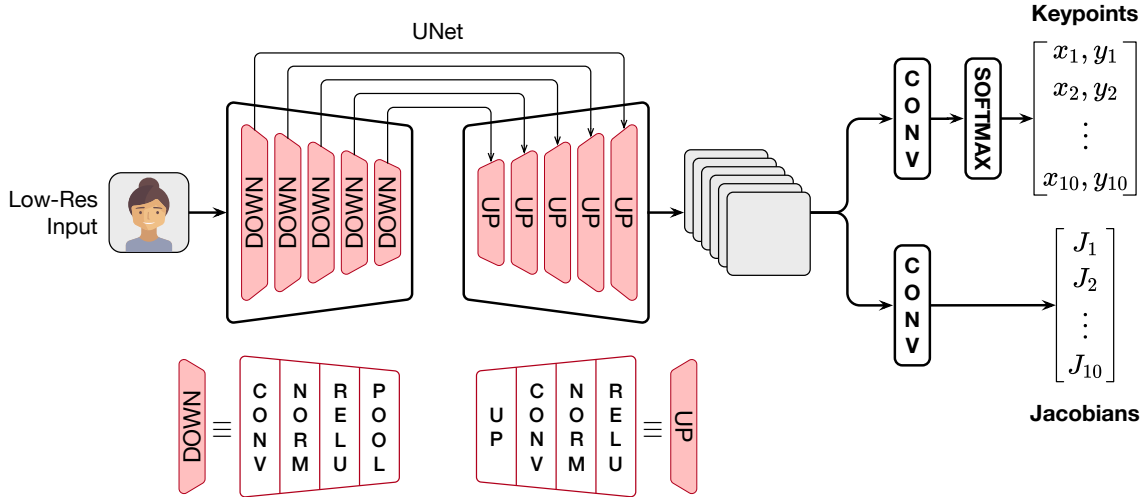 UNet
Keypoints
Low-Res
Input
DOWN
DOWN
DOWN
DOWN
DOWN
UP
UP
UP
UP
UP
CONV
SOFTMAX
x₁, y₁
x₂, y₂
⋮
x₁₀, y₁₀
CONV
J₁
J₂
⋮
J₁₀
Jacobians
DOWN ≡ CONV NORM RELU POOL
UP CONV NORM RELU ≡ UP